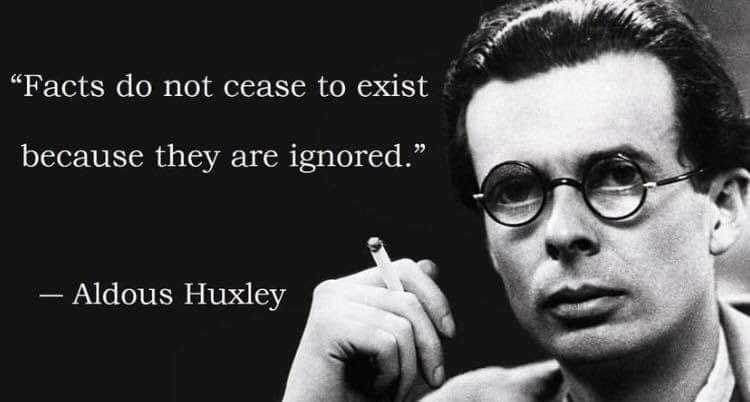 “Facts do not cease to exist
because they are ignored.”
— Aldous Huxley